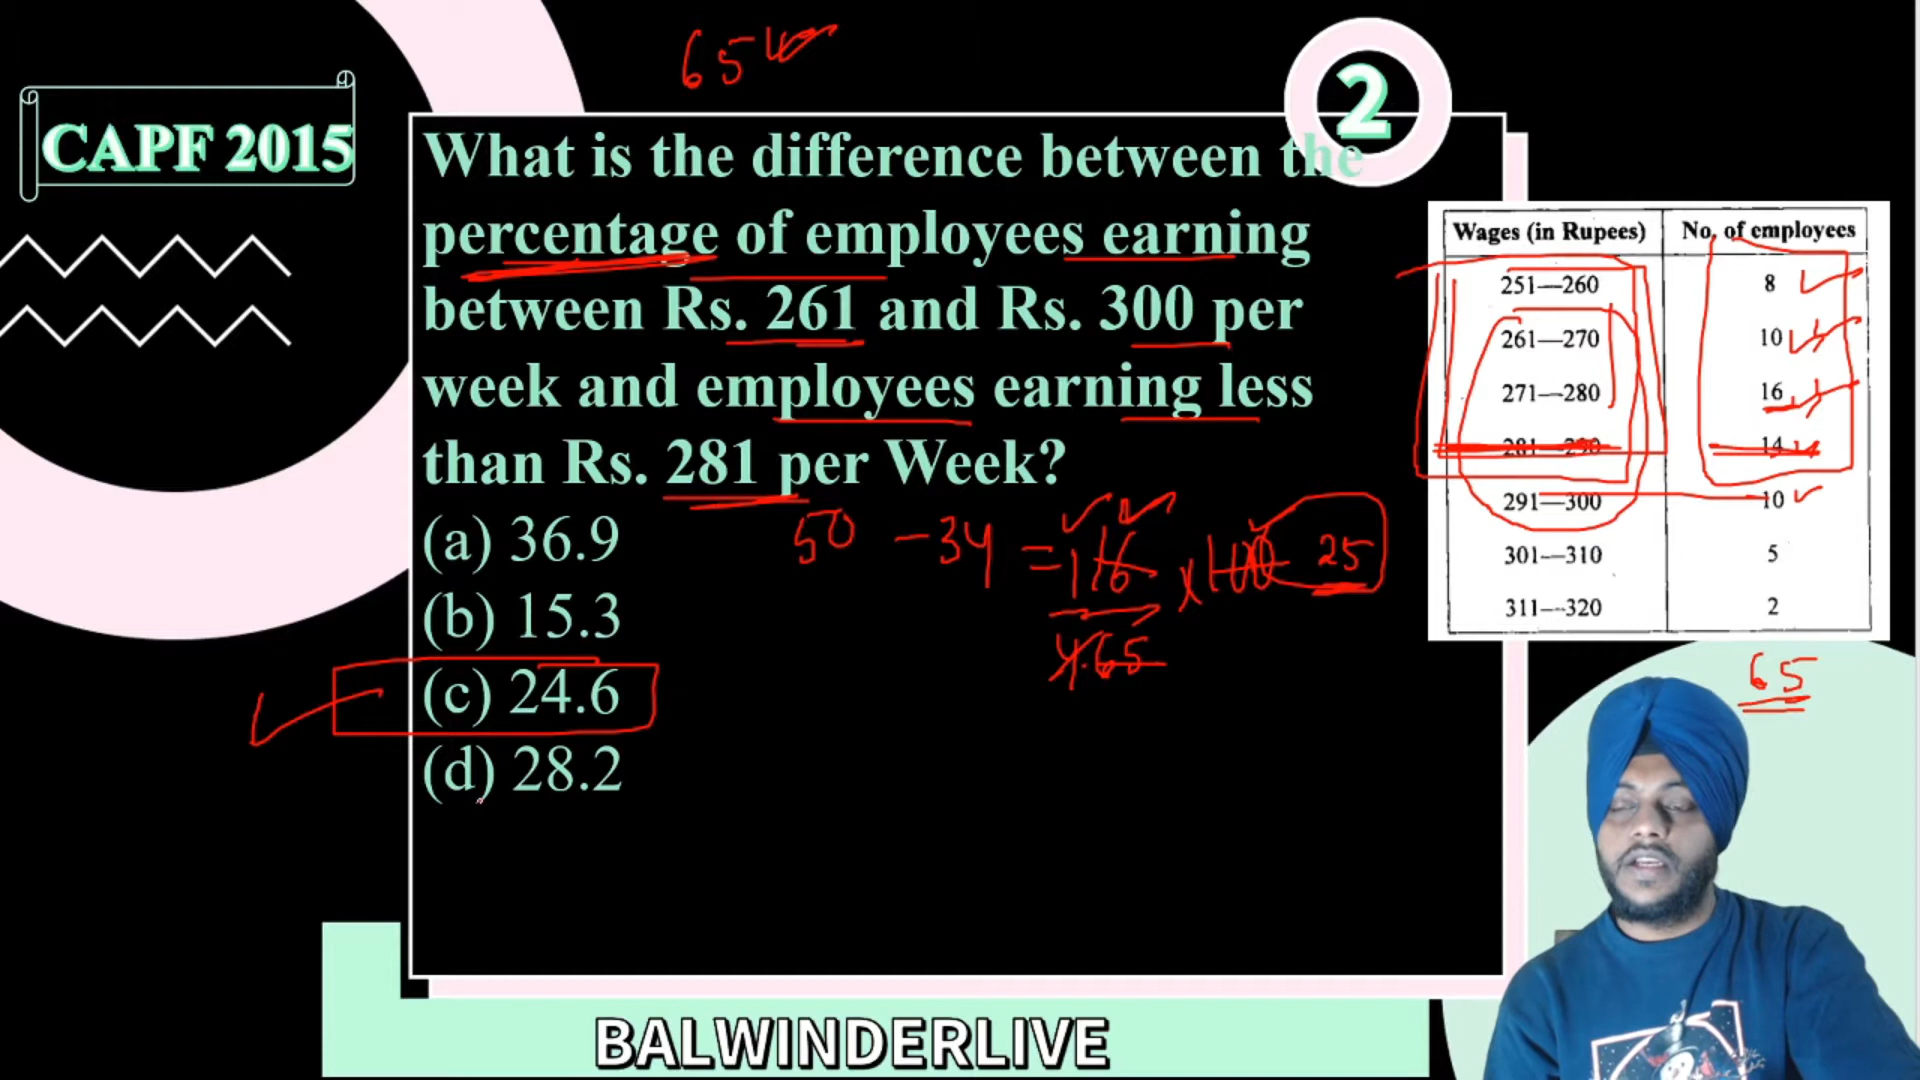 65
CAPF 2015
2
What is the difference between the
percentage of employees earning
between Rs. 261 and Rs. 300 per
week and employees earning less
than Rs. 281 per Week?
(a) 36.9
(b) 15.3
(c) 24.6
(d) 28.2
50 - 34 = 16 x 100 25
65
Wages (in Rupees) No. of employees
251—260 8
261—270 10
271—280 16
281—290 14
291—300 10
301—310 5
311—320 2
65
BALWINDERLIVE